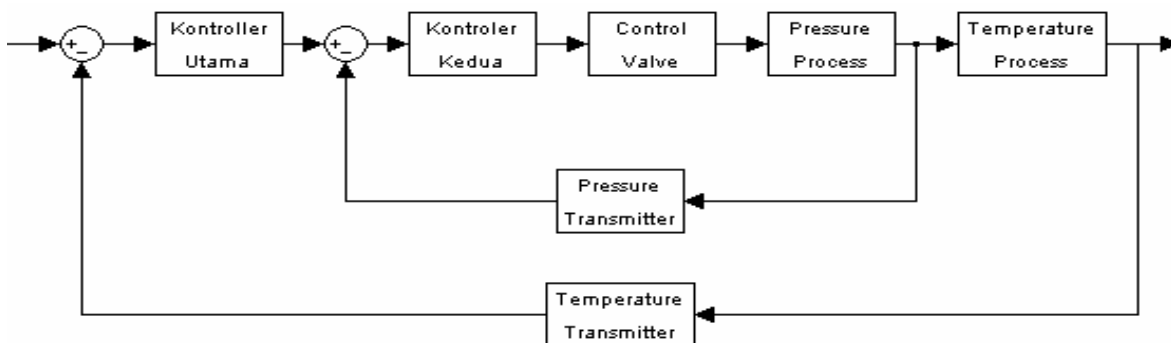 +
-
Kontroller
Utama
+
-
Kontroler
Kedua
Control
Valve
Pressure
Process
Temperature
Process
Pressure
Transmitter
Temperature
Transmitter